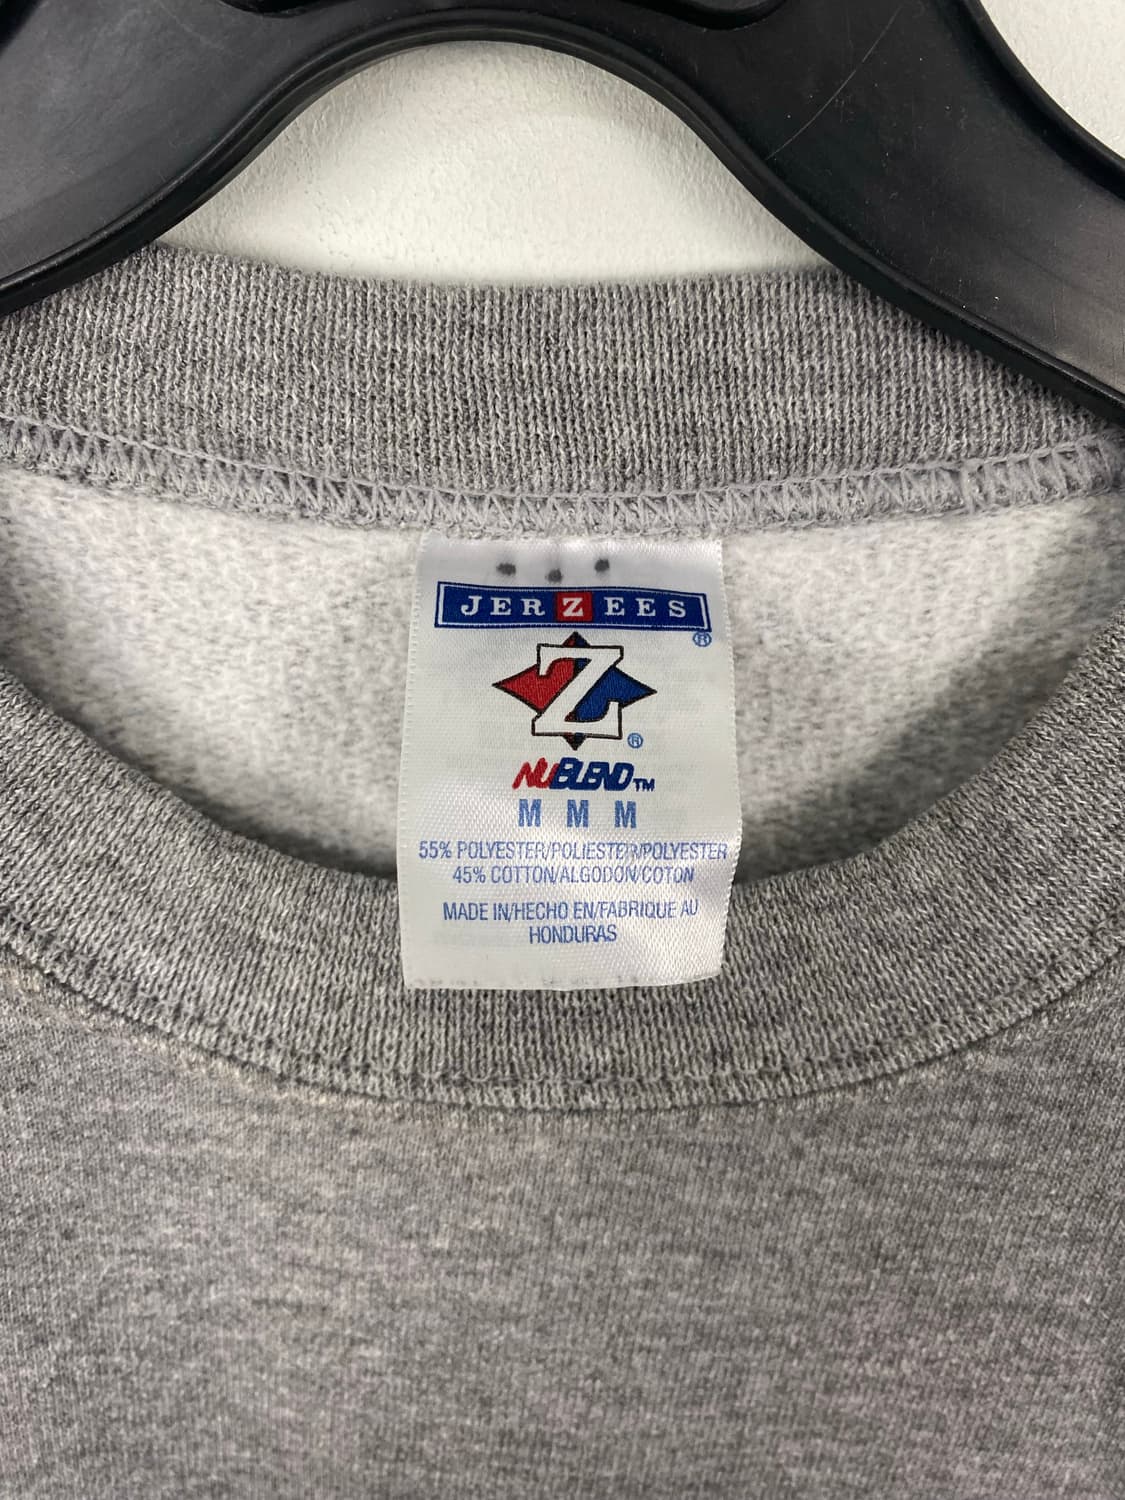 JERZEES
®
Z
®
NUBLEND™
M M M
55% POLYESTER/POLIESTER/POLYESTER
45% COTTON/ALGODON/COTON
MADE IN/HECHO EN/FABRIQUE AU
HONDURAS